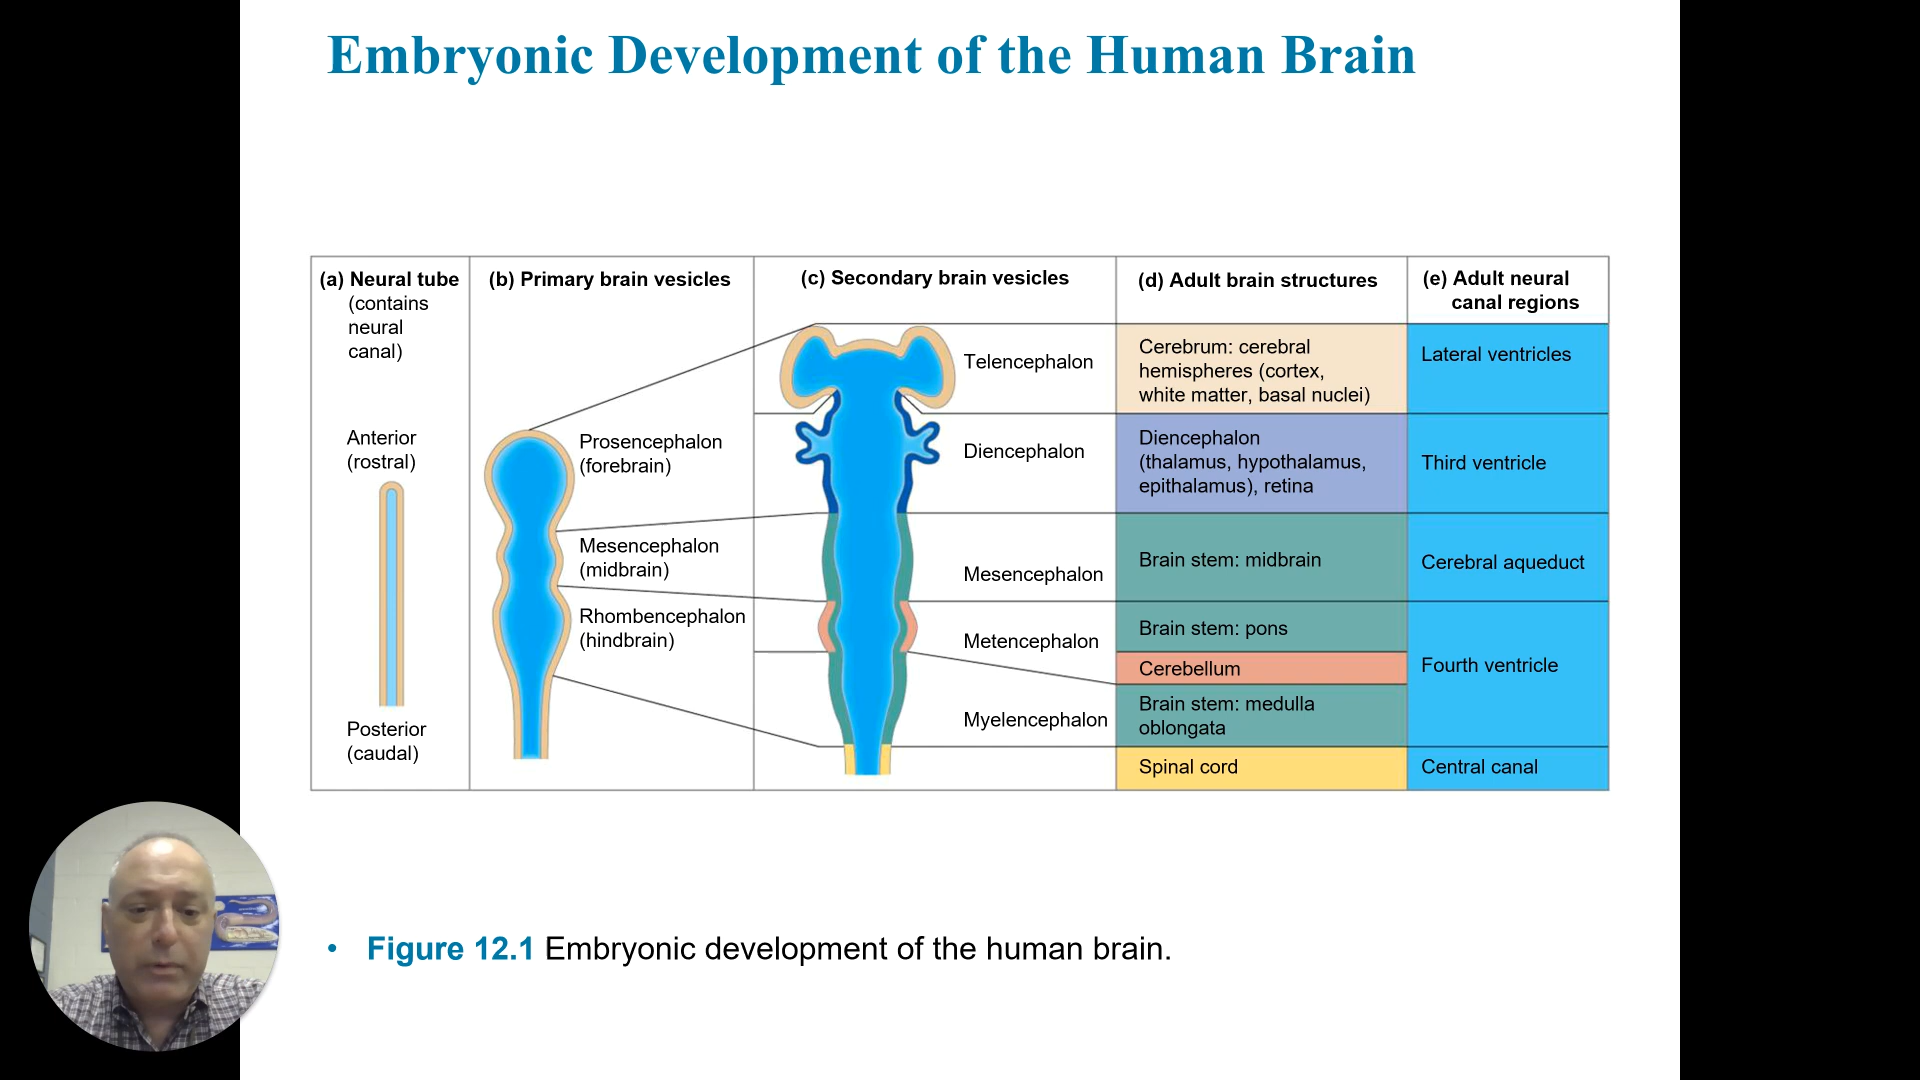 Embryonic Development of the Human Brain
(a) Neural tube
(contains
neural
canal)
Anterior
(rostral)
Posterior
(caudal)
(b) Primary brain vesicles
Prosencephalon
(forebrain)
Mesencephalon
(midbrain)
Rhombencephalon
(hindbrain)
(c) Secondary brain vesicles
Telencephalon
Diencephalon
Mesencephalon
Metencephalon
Myelencephalon
(d) Adult brain structures
Cerebrum: cerebral
hemispheres (cortex,
white matter, basal nuclei)
Diencephalon
(thalamus, hypothalamus,
epithalamus), retina
Brain stem: midbrain
Brain stem: pons
Cerebellum
Brain stem: medulla
oblongata
Spinal cord
(e) Adult neural
canal regions
Lateral ventricles
Third ventricle
Cerebral aqueduct
Fourth ventricle
Central canal
• Figure 12.1 Embryonic development of the human brain.